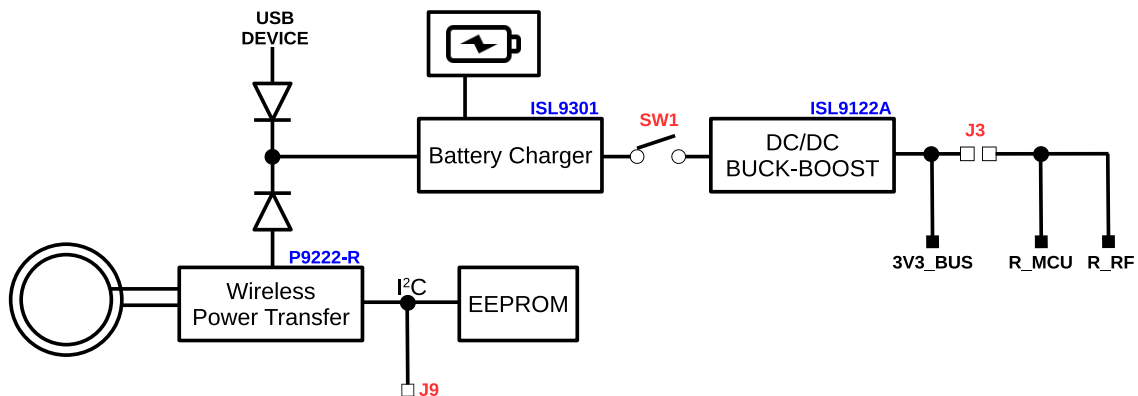 USB
DEVICE
ISL9301
Battery Charger
SW1
ISL9122A
DC/DC
BUCK-BOOST
J3
3V3_BUS
R_MCU
R_RF
P9222-R
Wireless
Power Transfer
I²C
EEPROM
J9